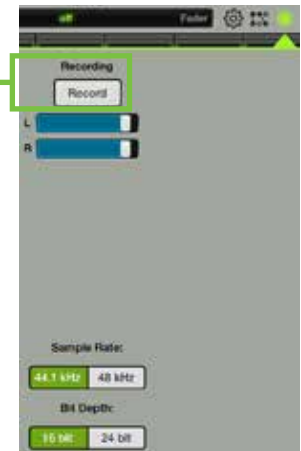 off Fader
Recording
Record
L
R
Sample Rate:
44.1 kHz 48 kHz
Bit Depth:
16 bit 24 bit